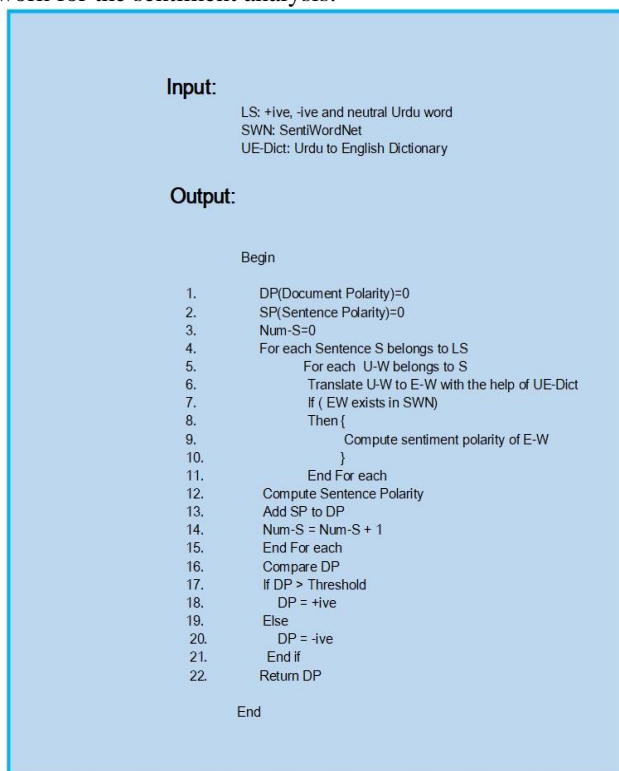 work for the sentiment analysis.
Input:
LS: +ive, -ive and neutral Urdu word
SWN: SentiWordNet
UE-Dict: Urdu to English Dictionary
Output:
Begin
1. DP(Document Polarity)=0
2. SP(Sentence Polarity)=0
3. Num-S=0
4. For each Sentence S belongs to LS
5. For each U-W belongs to S
6. Translate U-W to E-W with the help of UE-Dict
7. If ( EW exists in SWN)
8. Then {
9. Compute sentiment polarity of E-W
10. }
11. End For each
12. Compute Sentence Polarity
13. Add SP to DP
14. Num-S = Num-S + 1
15. End For each
16. Compare DP
17. If DP > Threshold
18. DP = +ive
19. Else
20. DP = -ive
21. End if
22. Return DP
End